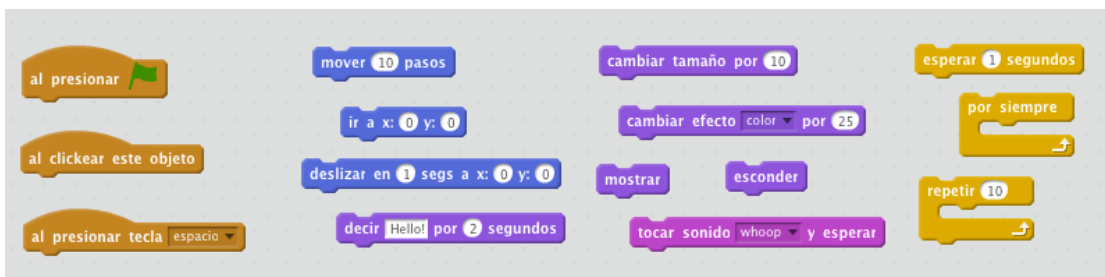 al presionar
al clickear este objeto
al presionar tecla espacio
mover 10 pasos
ir a x: 0 y: 0
deslizar en 1 segs a x: 0 y: 0
decir Hello! por 2 segundos
cambiar tamaño por 10
cambiar efecto color por 25
mostrar
esconder
tocar sonido whoop y esperar
esperar 1 segundos
por siempre
repetir 10